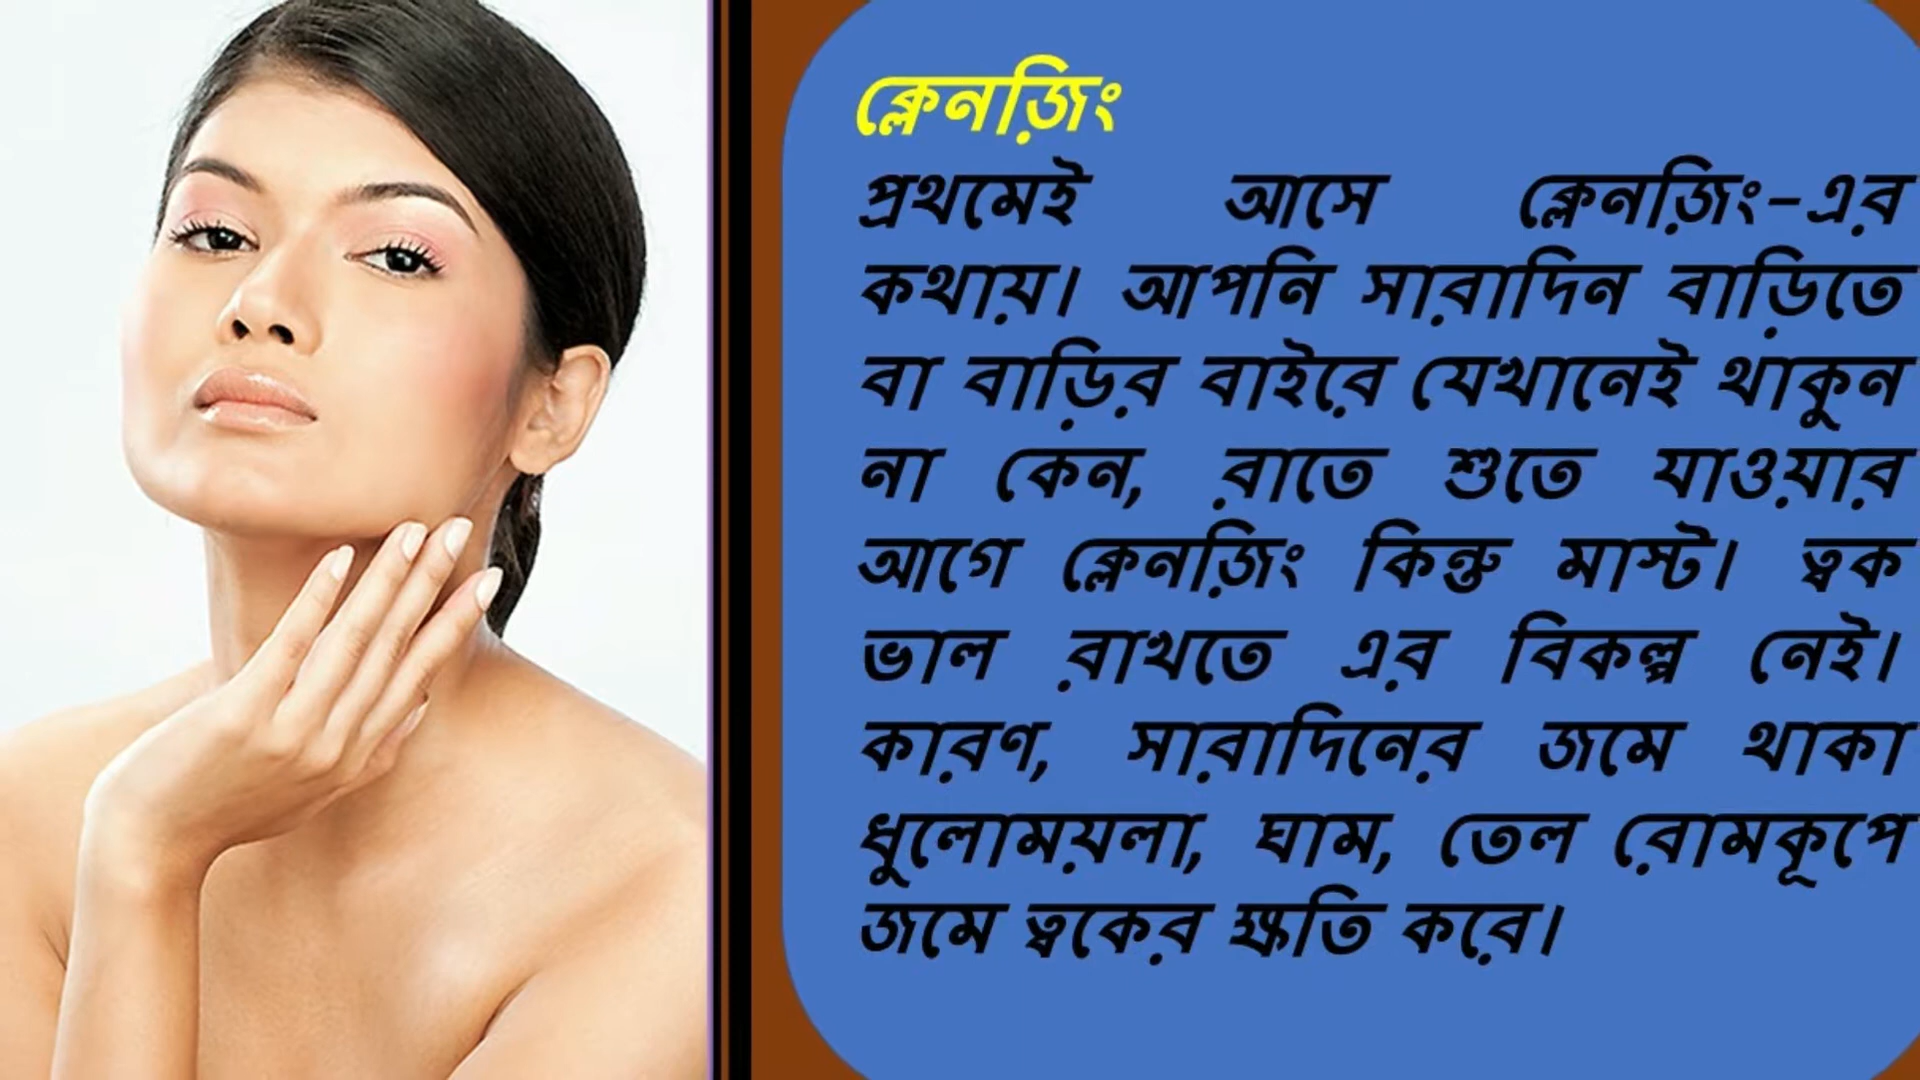 ক্লেনজ়িং
প্রথমেই আসে ক্লেনজ়িং-এর
কথায়। আপনি সারাদিন বাড়িতে
বা বাড়ির বাইরে যেখানেই থাকুন
না কেন, রাতে শুতে যাওয়ার
আগে ক্লেনজ়িং কিন্তু মাস্ট। ত্বক
ভাল রাখতে এর বিকল্প নেই।
কারণ, সারাদিনের জমে থাকা
ধুলোময়লা, ঘাম, তেল রোমকূপে
জমে ত্বকের ক্ষতি করে।